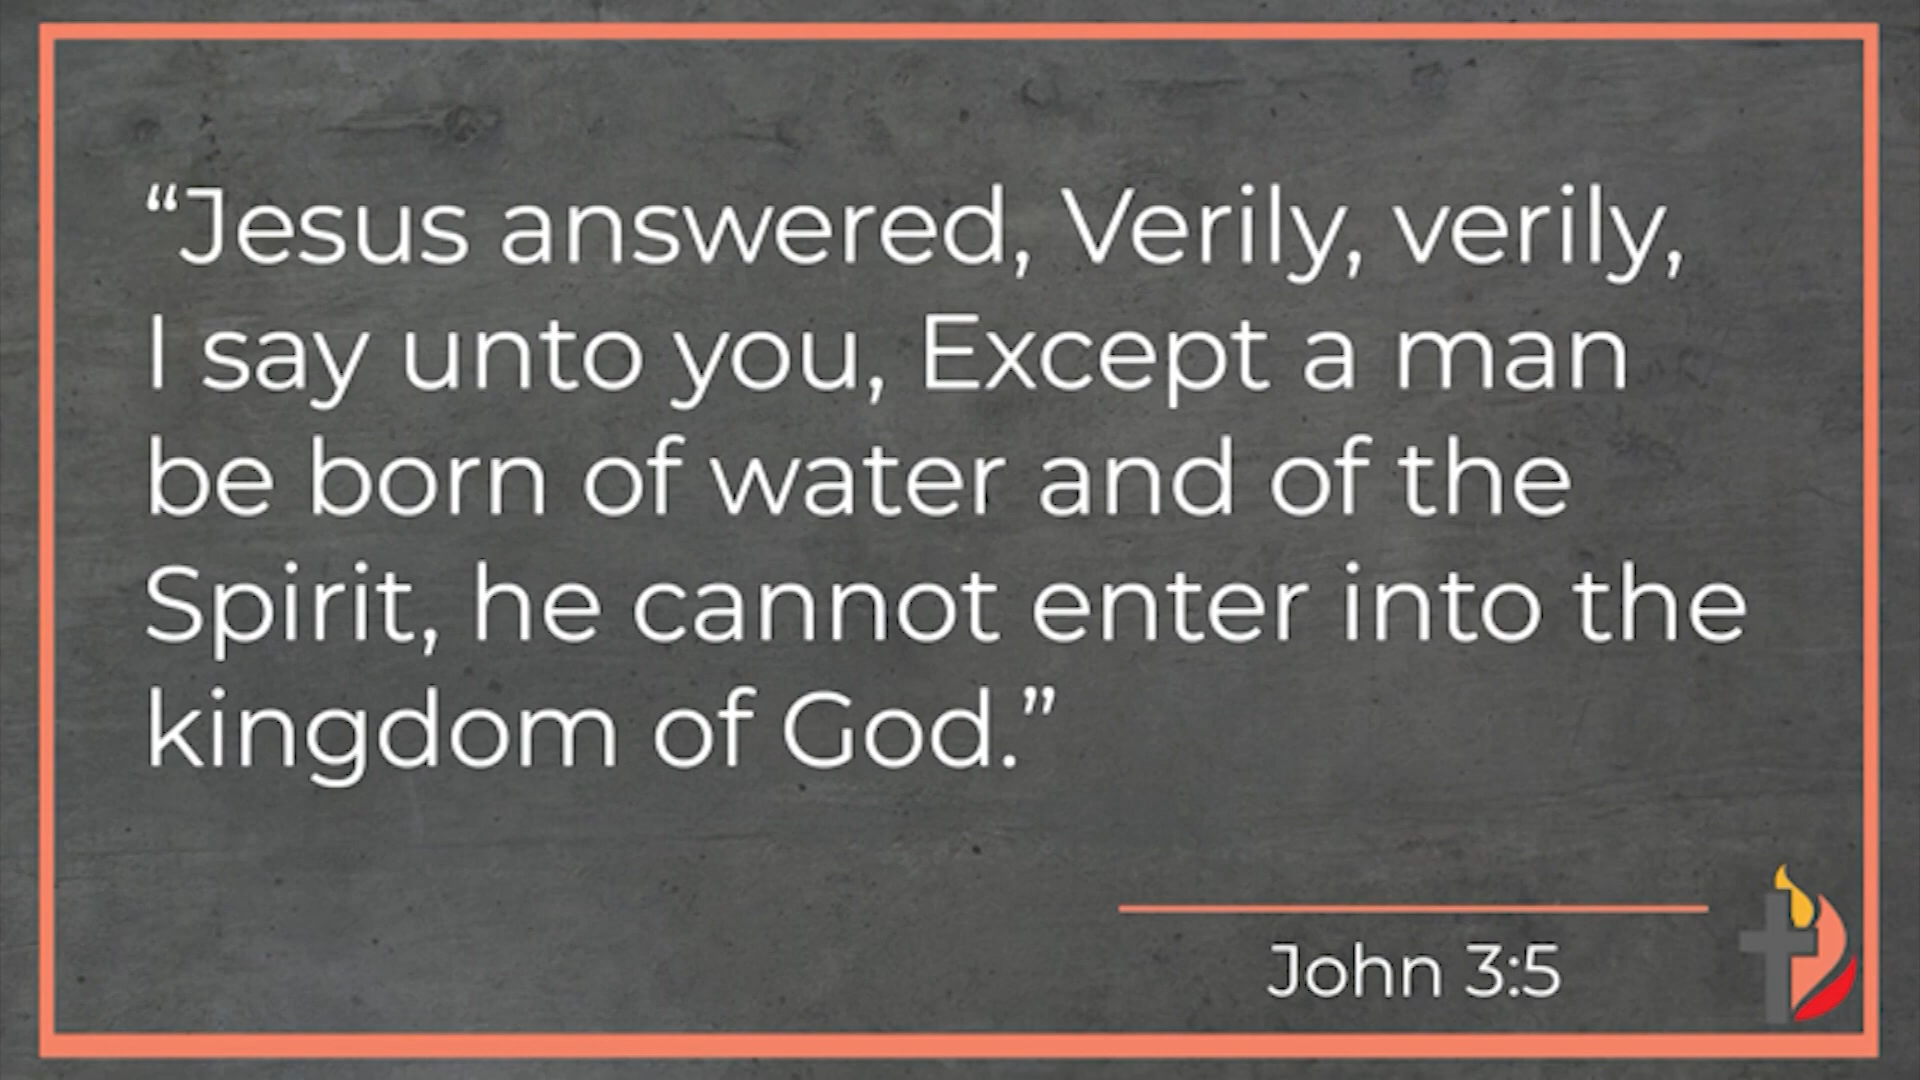 “Jesus answered, Verily, verily,
I say unto you, Except a man
be born of water and of the
Spirit, he cannot enter into the
kingdom of God.”
John 3:5